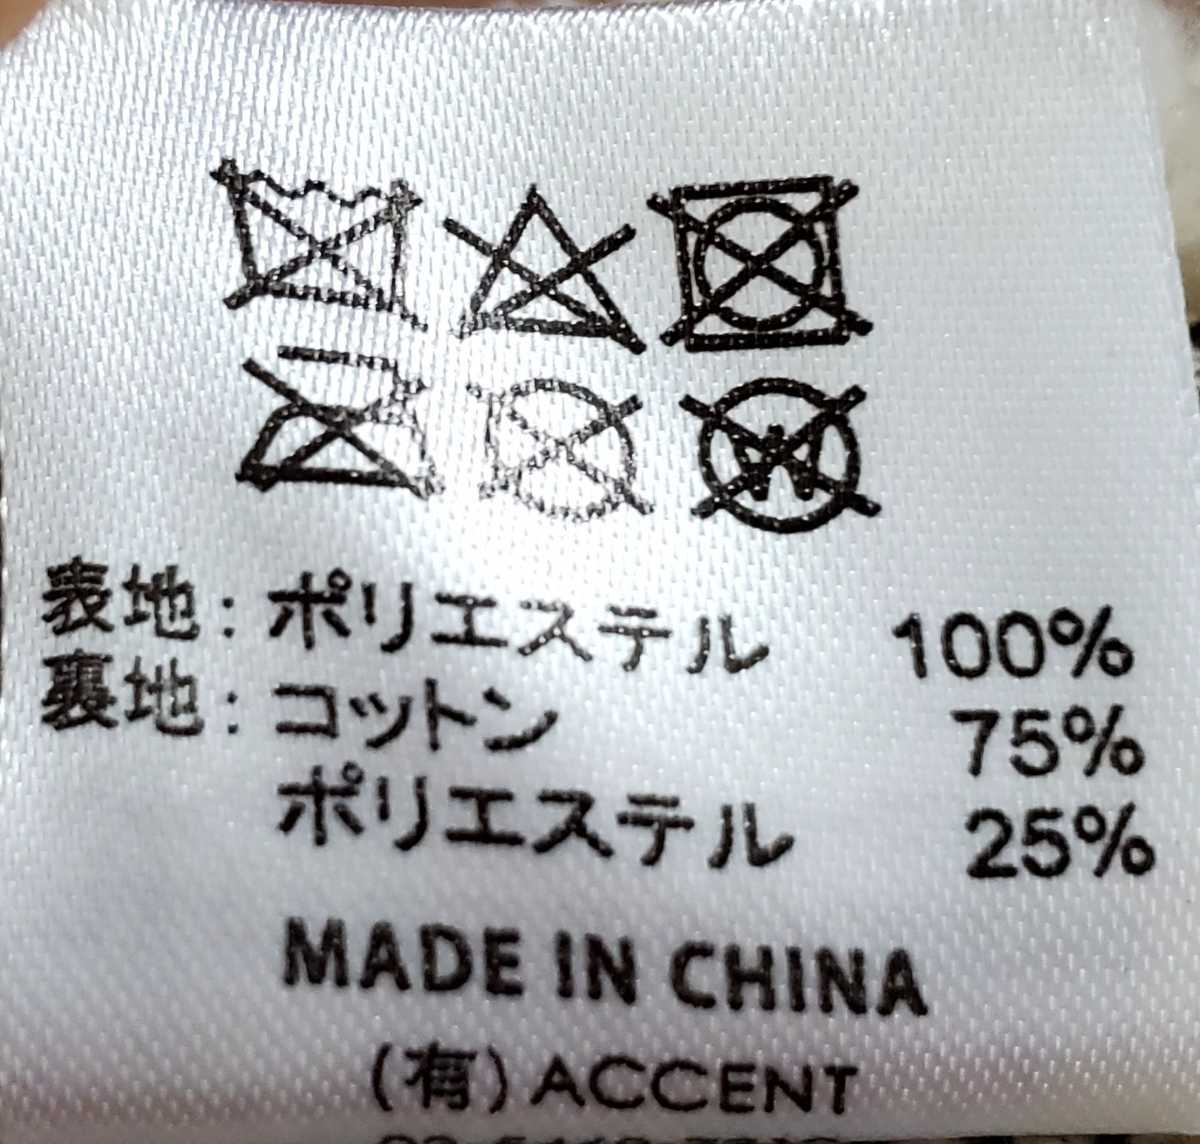 表地: ポリエステル 100%
裏地: コットン 75%
ポリエステル 25%
MADE IN CHINA
(有) ACCENT